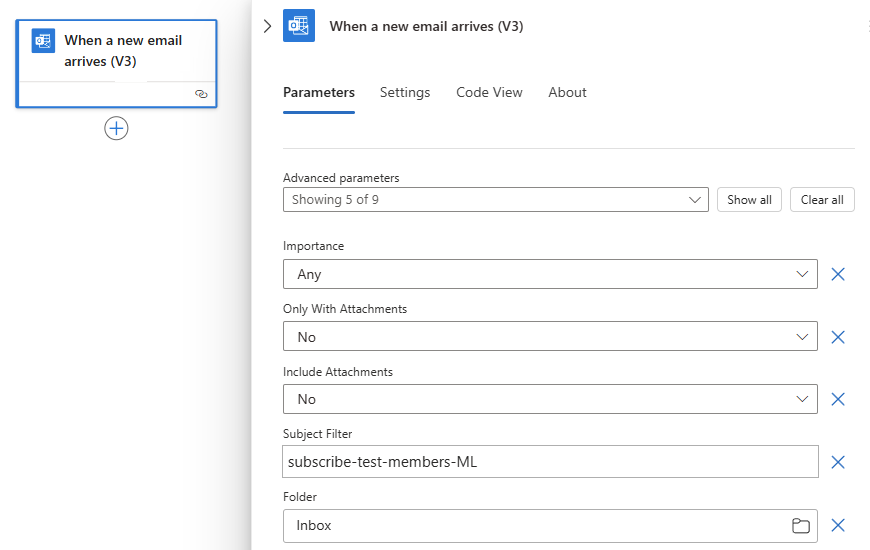 When a new email
arrives (V3)
When a new email arrives (V3)
Parameters Settings Code View About
Advanced parameters
Showing 5 of 9 Show all Clear all
Importance
Any
Only With Attachments
No
Include Attachments
No
Subject Filter
subscribe-test-members-ML
Folder
Inbox